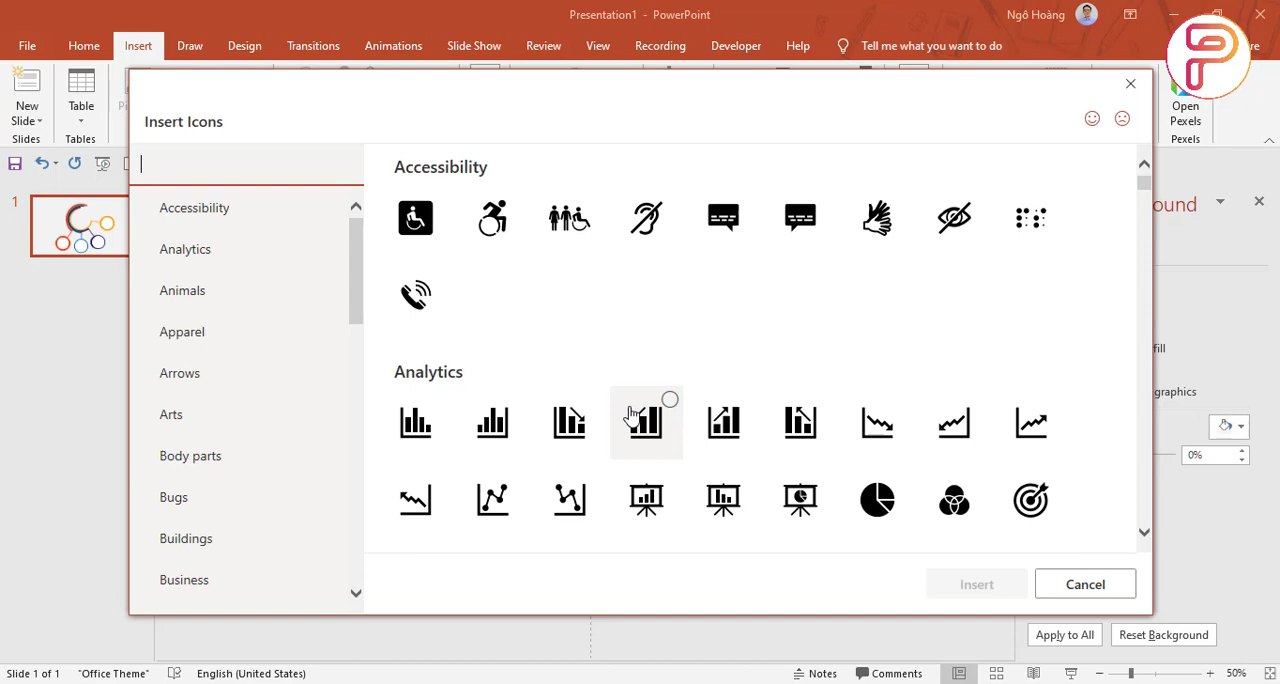 Presentation1 - PowerPoint
Ngô Hoàng
File Home Insert Draw Design Transitions Animations Slide Show Review View Recording Developer Help Tell me what you want to do
New
Slide
Slides
Table
Tables
Open
Pexels
Pexels
Insert Icons
Accessibility
Analytics
Animals
Apparel
Arrows
Arts
Body parts
Bugs
Buildings
Business
Accessibility
Analytics
Insert
Cancel
1
ound
fill
graphics
0%
Apply to All
Reset Background
Slide 1 of 1 "Office Theme" English (United States) Notes Comments 50%